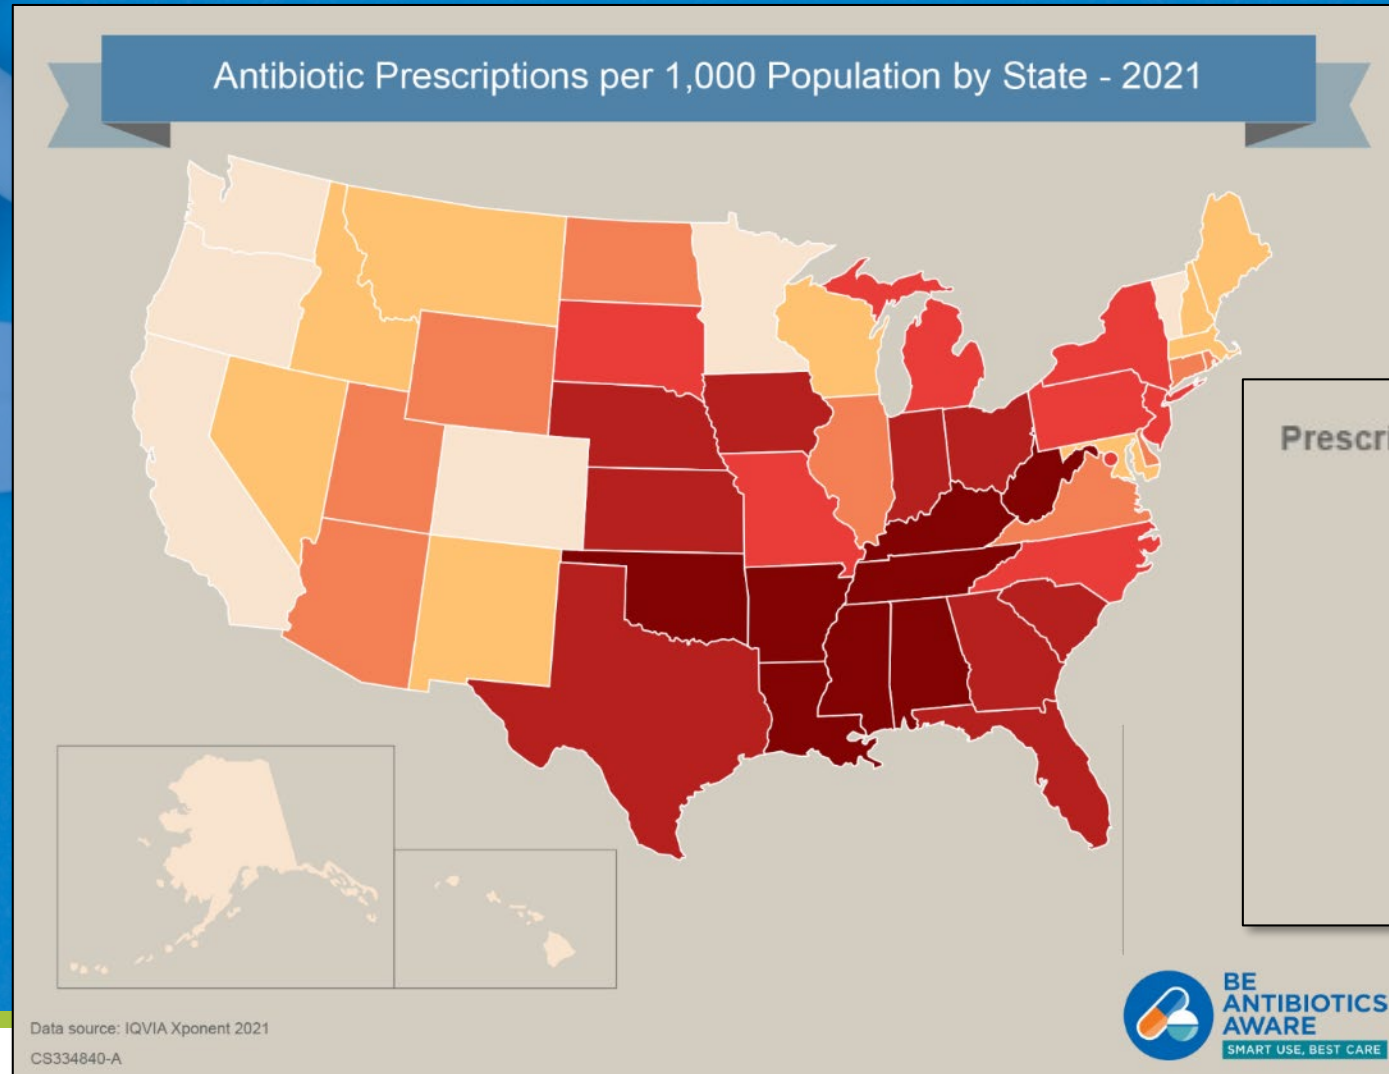 Antibiotic Prescriptions per 1,000 Population by State - 2021
Data source: IQVIA Xponent 2021
CS334840-A
BE
ANTIBIOTICS
AWARE
SMART USE, BEST CARE